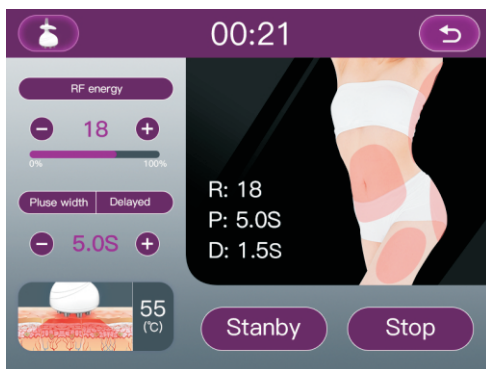 00:21
RF energy
18
0% 100%
Pluse width Delayed
5.0S
55
(℃)
R: 18
P: 5.0S
D: 1.5S
Stanby
Stop